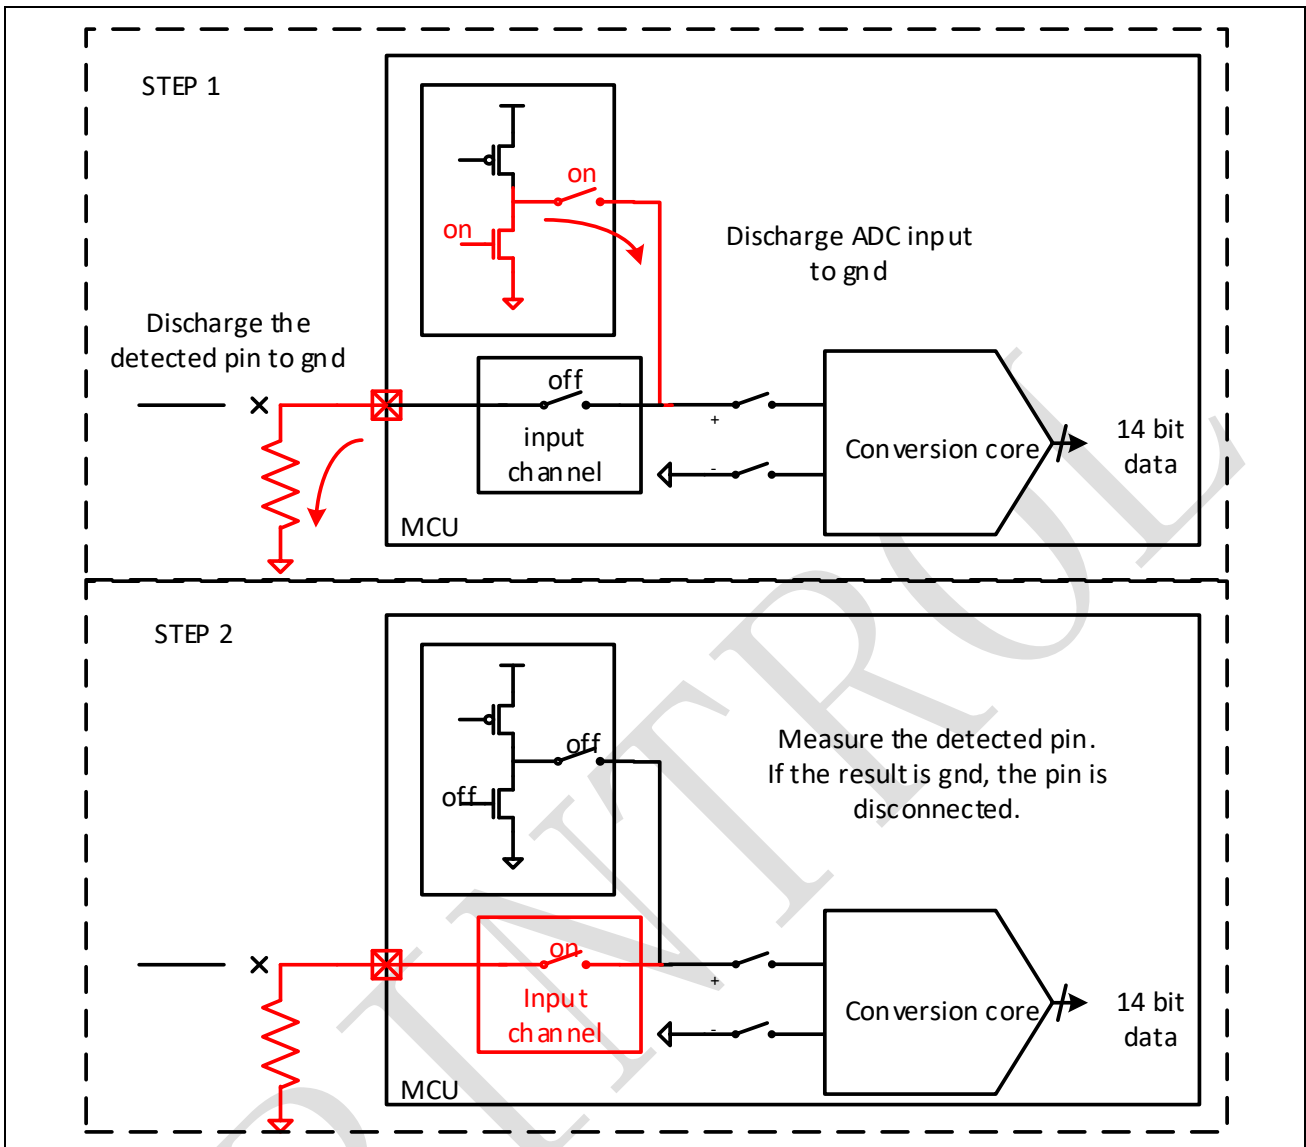 STEP 1
on
on
Discharge ADC input
to gnd
Discharge the
detected pin to gnd
off
input
channel
+
-
Conversion core
14 bit
data
MCU
STEP 2
off
off
Measure the detected pin.
If the result is gnd, the pin is
disconnected.
on
Input
channel
+
-
Conversion core
14 bit
data
MCU
PINTROL